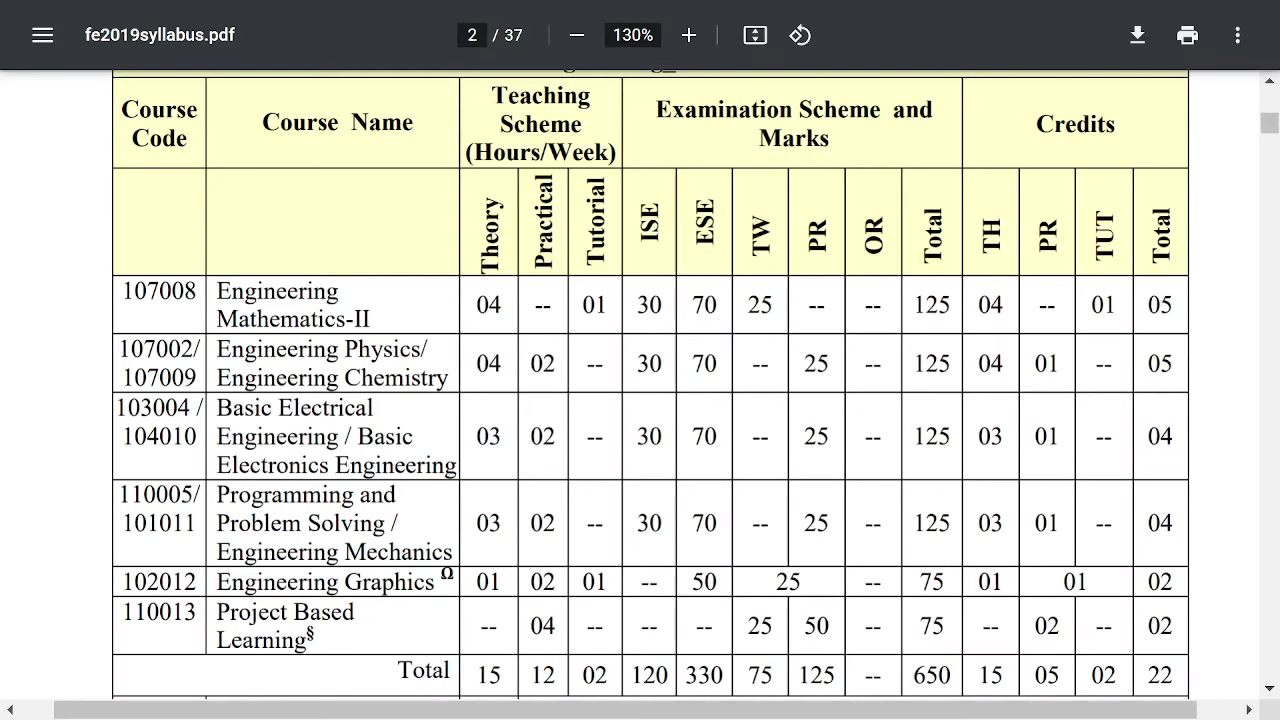 fe2019syllabus.pdf
2 / 37
130%
Course Code Course Name Teaching Scheme (Hours/Week) Examination Scheme and Marks Credits
Theory Practical Tutorial ISE ESE TW PR OR Total TH PR TUT Total
107008 Engineering Mathematics-II 04 -- 01 30 70 25 -- -- 125 04 -- 01 05
107002/ 107009 Engineering Physics/ Engineering Chemistry 04 02 -- 30 70 -- 25 -- 125 04 01 -- 05
103004 / 104010 Basic Electrical Engineering / Basic Electronics Engineering 03 02 -- 30 70 -- 25 -- 125 03 01 -- 04
110005/ 101011 Programming and Problem Solving / Engineering Mechanics 03 02 -- 30 70 -- 25 -- 125 03 01 -- 04
102012 Engineering Graphics Ω 01 02 01 -- 50 25 -- 75 01 01 02
110013 Project Based Learning§ -- 04 -- -- -- 25 50 -- 75 -- 02 -- 02
Total 15 12 02 120 330 75 125 -- 650 15 05 02 22